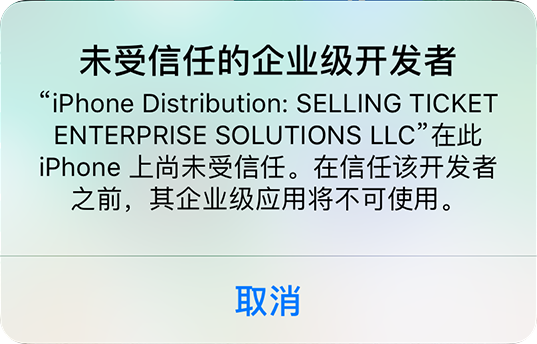 未受信任的企业级开发者
“iPhone Distribution: SELLING TICKET
ENTERPRISE SOLUTIONS LLC”在此
iPhone 上尚未受信任。在信任该开发者
之前，其企业级应用将不可使用。
取消